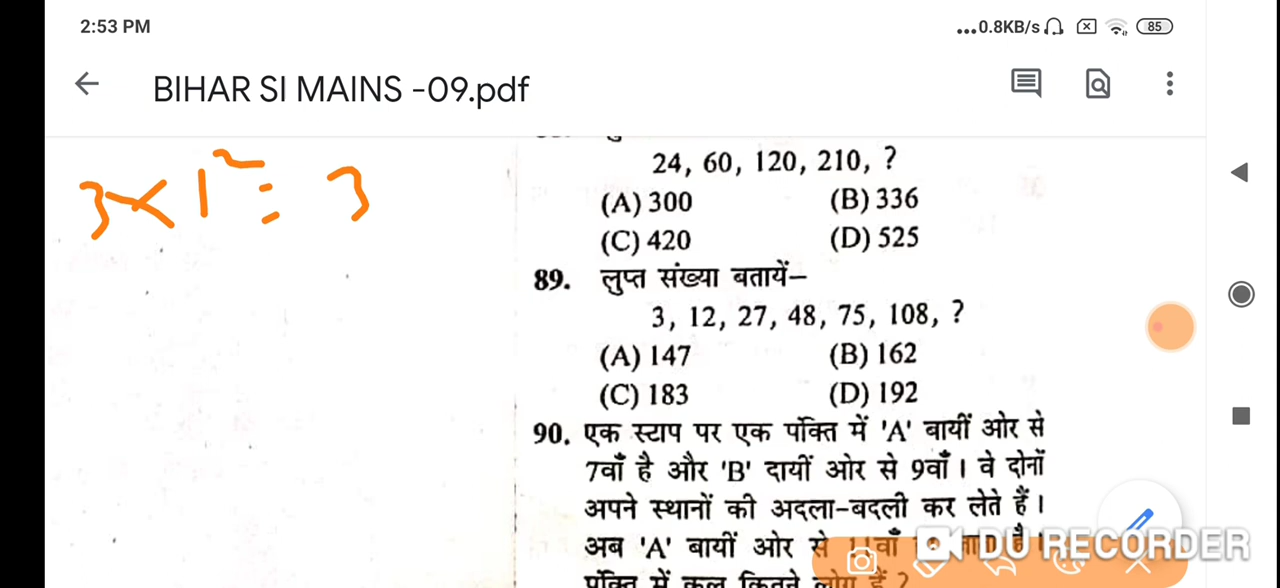 2:53 PM
...0.8KB/s 85
BIHAR SI MAINS -09.pdf
3×1² = 3
24, 60, 120, 210, ?
(A) 300 (B) 336
(C) 420 (D) 525
89. लुप्त संख्या बतायें–
3, 12, 27, 48, 75, 108, ?
(A) 147 (B) 162
(C) 183 (D) 192
90. एक स्टाप पर एक पंक्ति में 'A' बायीं ओर से
7वाँ है और 'B' दायीं ओर से 9वाँ । वे दोनों
अपने स्थानों की अदला-बदली कर लेते हैं ।
अब 'A' बायीं ओर से 11वाँ है ।
DU RECORDER
पंक्ति में कुल कितने लोग हैं ?